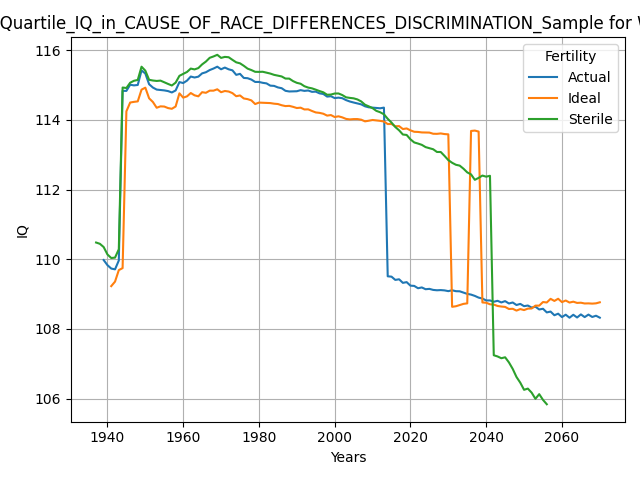 Quartile_IQ_in_CAUSE_OF_RACE_DIFFERENCES_DISCRIMINATION_Sample for
116
114
112
110
108
106
IQ
Fertility
Actual
Ideal
Sterile
1940 1960 1980 2000 2020 2040 2060
Years